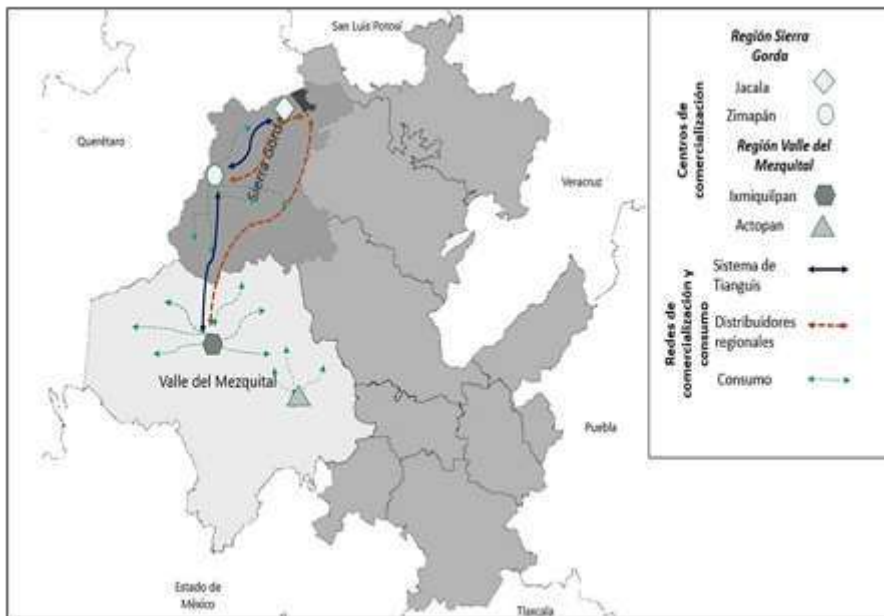 San Luis Potosí
Querétaro
Sierra Gorda
Veracruz
Valle del Mezquital
Puebla
Estado de
México
Tlaxcala
Centros de
comercialización
Región Sierra
Gorda
Jacala
Zimapán
Región Valle del
Mezquital
Ixmiquilpan
Actopan
Redes de
comercialización y
consumo
Sistema de
Tianguis
Distribuidores
regionales
Consumo